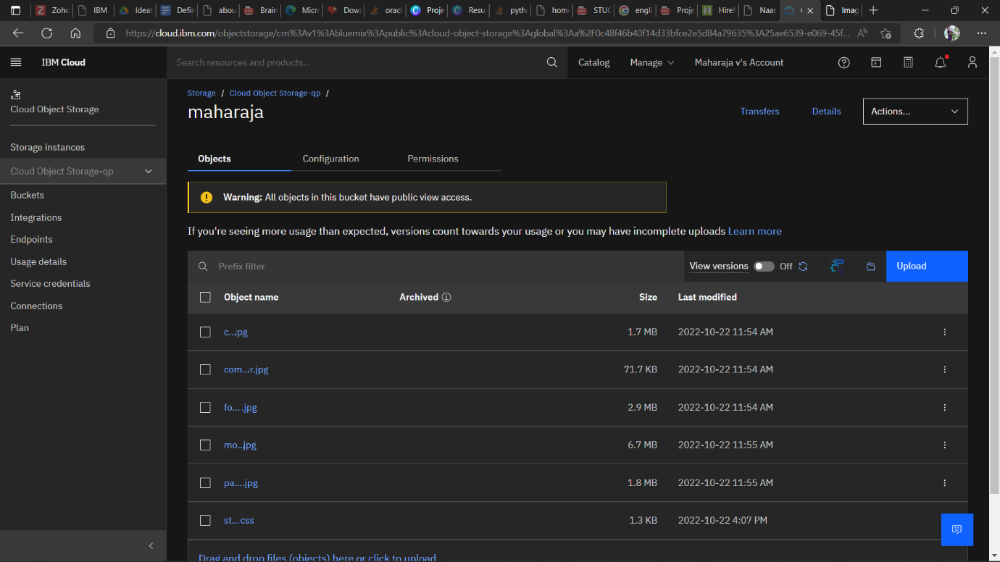 Zoho
IBM
Ideat
Defin
abou
Brain
Micro
Dow
orac
Proje
Resu
pyth
home
STUC
engli
Proje
HireM
Naan
Imag
https://cloud.ibm.com/objectstorage/crn%3Av1%3Abluemix%3Apublic%3Acloud-object-storage%3Aglobal%3Aa%2F0c48f46b40f14d33bfce2e5d84a79635%3A25ae6539-e069-45f...
IBM Cloud
Search resources and products...
Catalog
Manage
Maharaja v's Account
Cloud Object Storage
Storage instances
Cloud Object Storage-qp
Buckets
Integrations
Endpoints
Usage details
Service credentials
Connections
Plan
Storage / Cloud Object Storage-qp /
maharaja
Transfers
Details
Actions...
Objects
Configuration
Permissions
Warning: All objects in this bucket have public view access.
If you're seeing more usage than expected, versions count towards your usage or you may have incomplete uploads Learn more
Prefix filter
View versions
Off
Upload
Object name Archived Size Last modified
c...jpg 1.7 MB 2022-10-22 11:54 AM
com...r.jpg 71.7 KB 2022-10-22 11:54 AM
fo....jpg 2.9 MB 2022-10-22 11:54 AM
mo...jpg 6.7 MB 2022-10-22 11:55 AM
pa....jpg 1.8 MB 2022-10-22 11:55 AM
st...css 1.3 KB 2022-10-22 4:07 PM
Drag and drop files (objects) here or click to upload